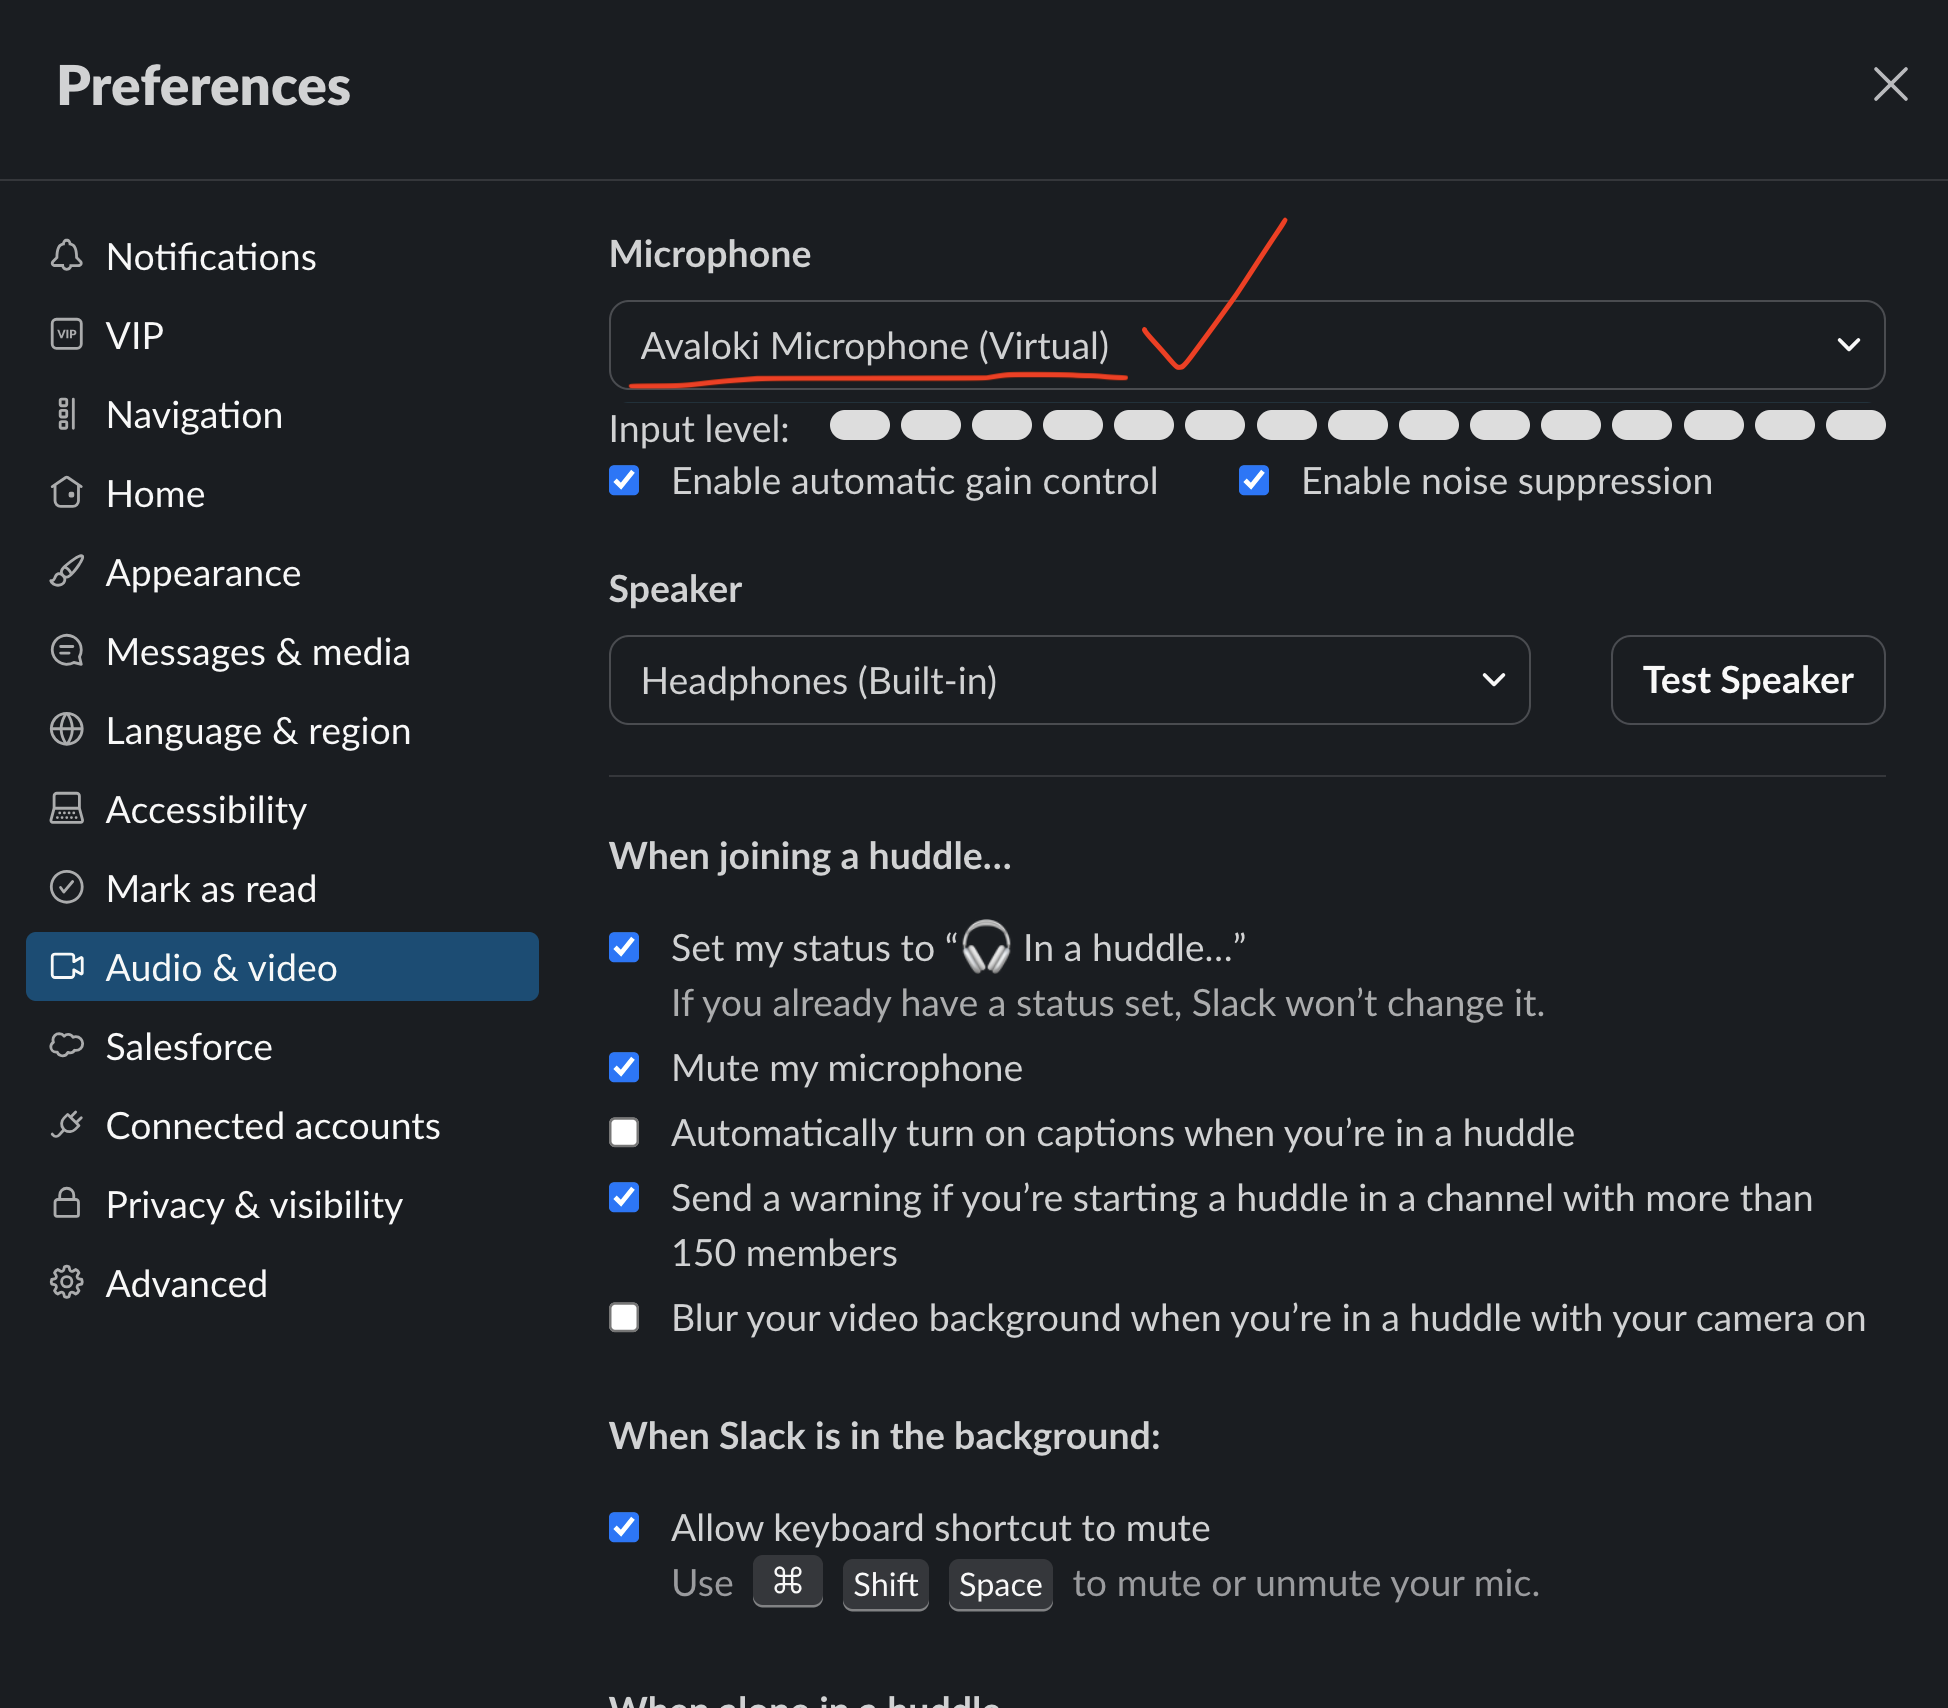 Preferences
Notifications
VIP
VIP
Navigation
Home
Appearance
Messages & media
Language & region
Accessibility
Mark as read
Audio & video
Salesforce
Connected accounts
Privacy & visibility
Advanced
Microphone
Avaloki Microphone (Virtual)
Input level:
Enable automatic gain control
Enable noise suppression
Speaker
Headphones (Built-in)
Test Speaker
When joining a huddle…
Set my status to “🎧 In a huddle…”
If you already have a status set, Slack won’t change it.
Mute my microphone
Automatically turn on captions when you’re in a huddle
Send a warning if you’re starting a huddle in a channel with more than
150 members
Blur your video background when you’re in a huddle with your camera on
When Slack is in the background:
Allow keyboard shortcut to mute
Use ⌘ Shift Space to mute or unmute your mic.
When alone in a huddle